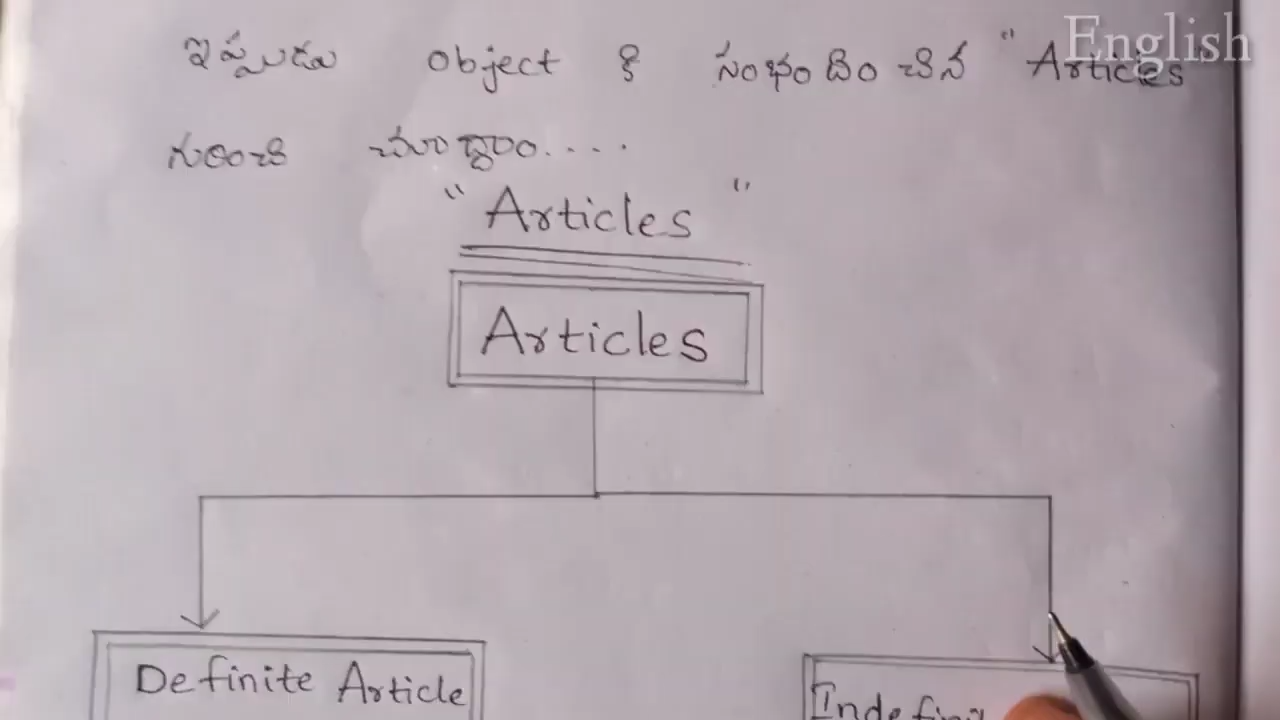 English
ఇప్పుడు object కి సంభందించిన "Articles"
గురించి చూద్దాం....
"Articles"
Articles
Definite Article